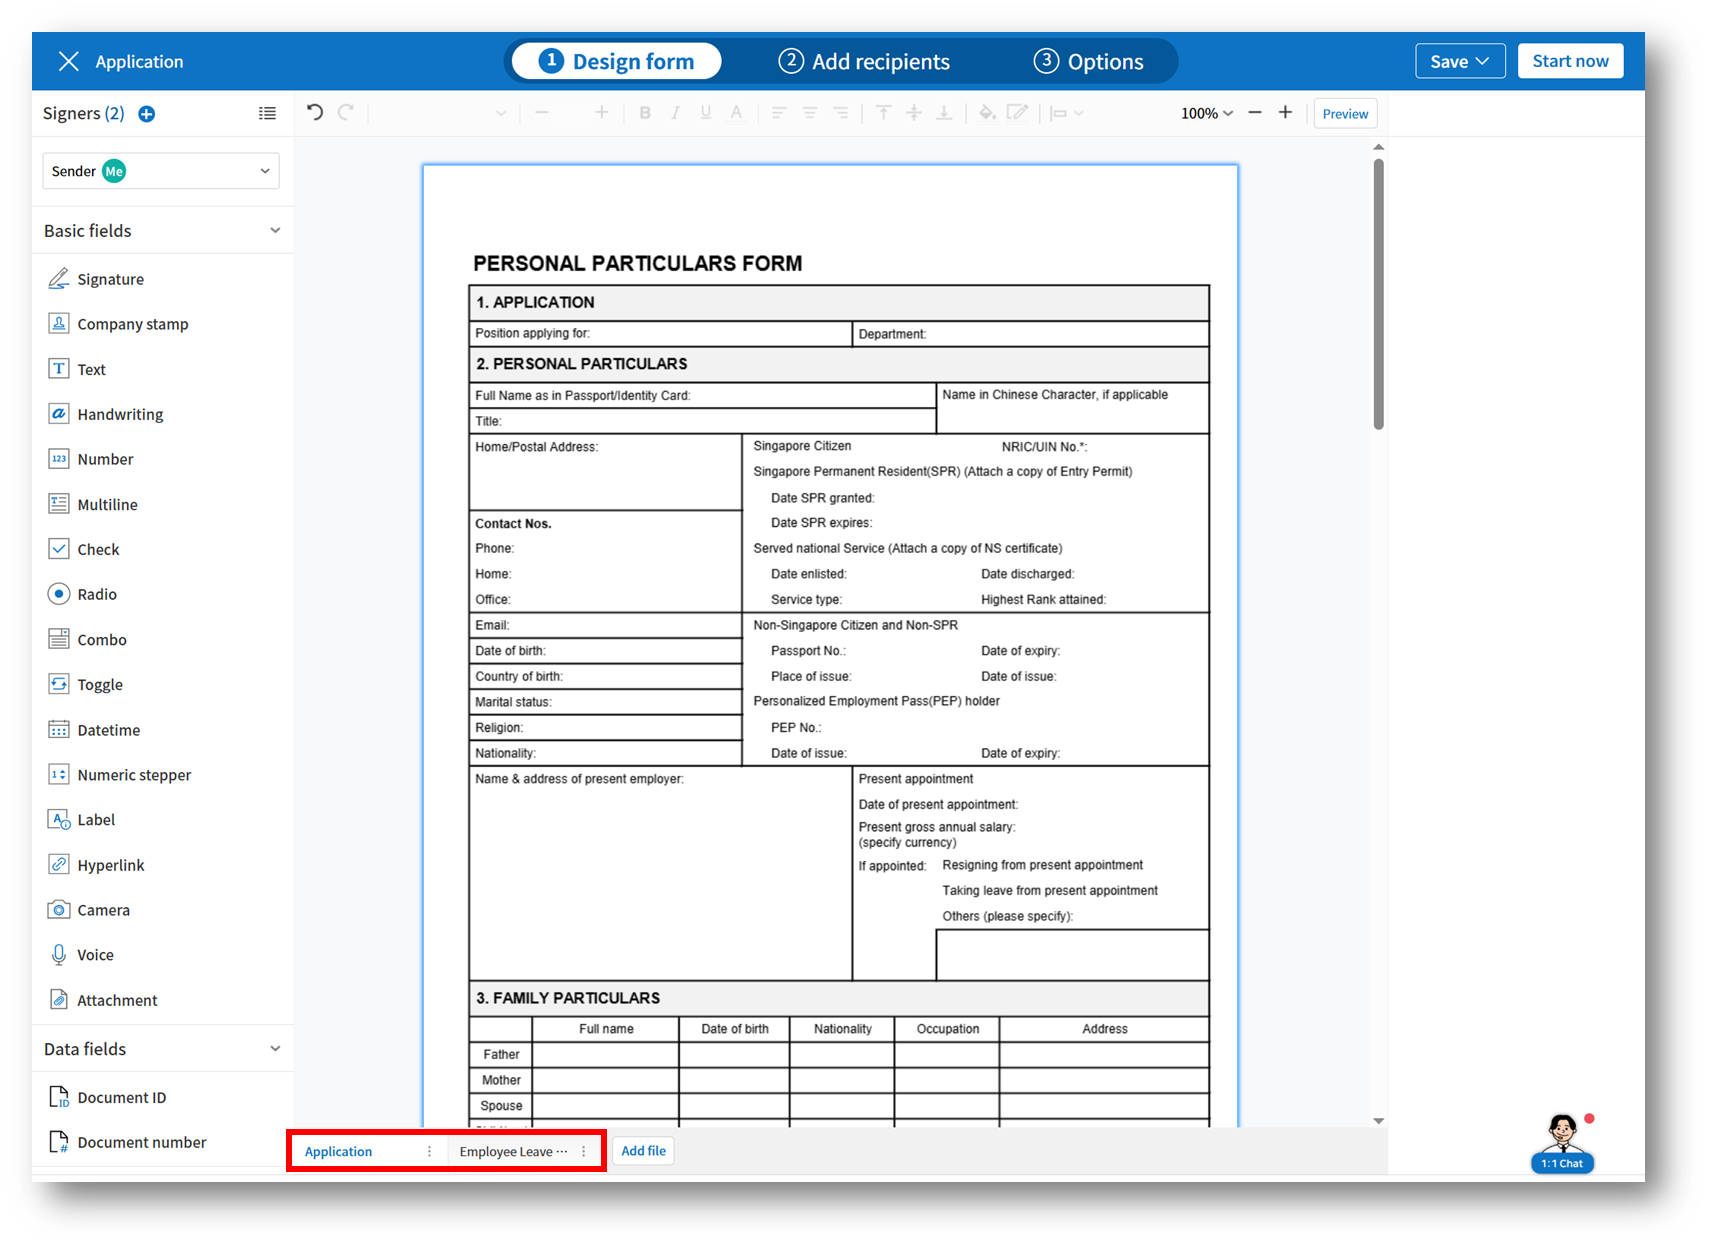 Application
1 Design form
2 Add recipients
3 Options
Save
Start now
Signers (2)
B I U A
100%
Preview
Sender Me
Basic fields
Signature
Company stamp
Text
Handwriting
Number
Multiline
Check
Radio
Combo
Toggle
Datetime
Numeric stepper
Label
Hyperlink
Camera
Voice
Attachment
Data fields
Document ID
Document number
PERSONAL PARTICULARS FORM
1. APPLICATION
Position applying for:
Department:
2. PERSONAL PARTICULARS
Full Name as in Passport/Identity Card:
Name in Chinese Character, if applicable
Title:
Home/Postal Address:
Singapore Citizen
NRIC/UIN No.*:
Singapore Permanent Resident(SPR) (Attach a copy of Entry Permit)
Date SPR granted:
Date SPR expires:
Contact Nos.
Phone:
Served national Service (Attach a copy of NS certificate)
Home:
Date enlisted:
Date discharged:
Office:
Service type:
Highest Rank attained:
Email:
Non-Singapore Citizen and Non-SPR
Date of birth:
Passport No.:
Date of expiry:
Country of birth:
Place of issue:
Date of issue:
Marital status:
Personalized Employment Pass(PEP) holder
Religion:
PEP No.:
Nationality:
Date of issue:
Date of expiry:
Name & address of present employer:
Present appointment
Date of present appointment:
Present gross annual salary:
(specify currency)
If appointed:
Resigning from present appointment
Taking leave from present appointment
Others (please specify):
3. FAMILY PARTICULARS
Full name
Date of birth
Nationality
Occupation
Address
Father
Mother
Spouse
Application
Employee Leave ···
Add file
1:1 Chat